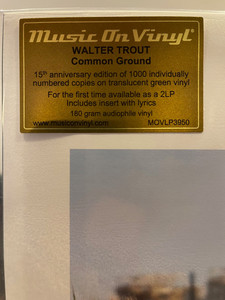 Music On Vinyl®
WALTER TROUT
Common Ground
15th anniversary edition of 1000 individually
numbered copies on translucent green vinyl
For the first time available as a 2LP
Includes insert with lyrics
180 gram audiophile vinyl
www.musiconvinyl.com MOVLP3950